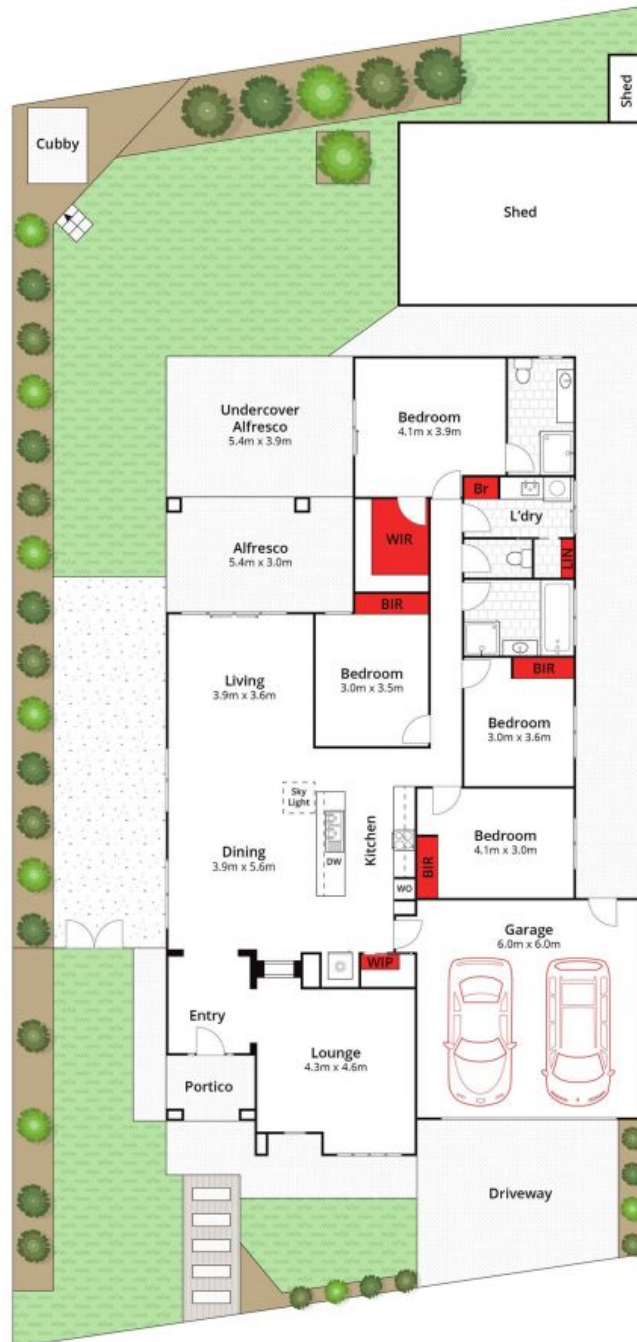 Shed
Cubby
Shed
Undercover
Alfresco
5.4m x 3.9m
Bedroom
4.1m x 3.9m
Br
L'dry
WIR
Alfresco
5.4m x 3.0m
LIN
BIR
Living
3.9m x 3.6m
Bedroom
3.0m x 3.5m
BIR
Bedroom
3.0m x 3.6m
Sky
Light
Dining
3.9m x 5.6m
DW
Kitchen
WO
BIR
Bedroom
4.1m x 3.0m
Garage
6.0m x 6.0m
WIP
Entry
Lounge
4.3m x 4.6m
Portico
Driveway